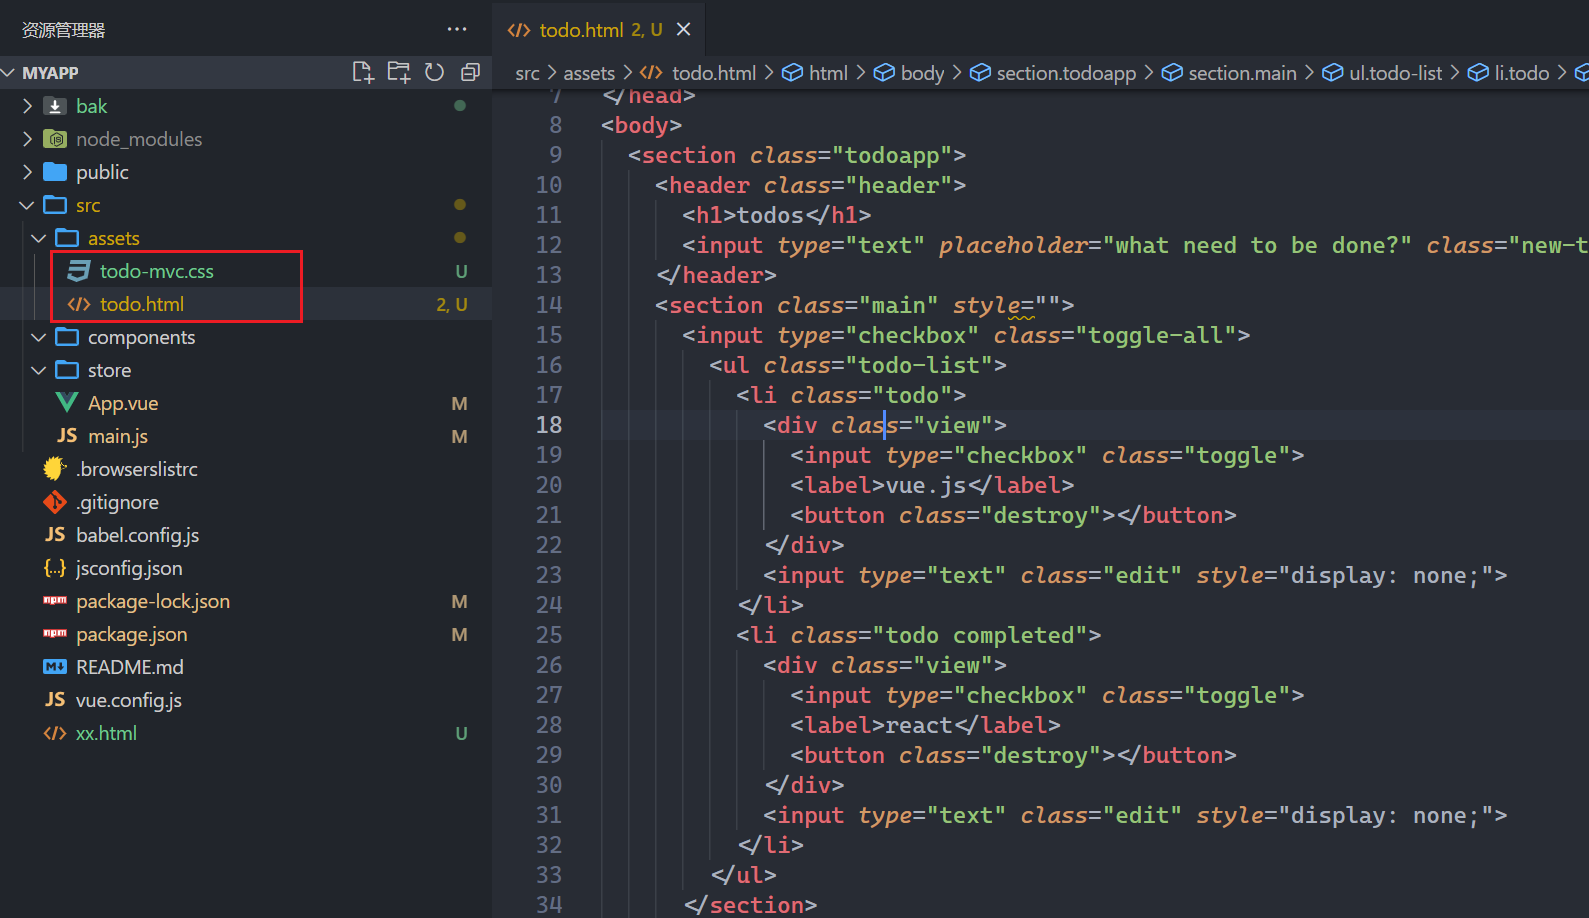 资源管理器
MYAPP
bak
node_modules
public
src
assets
todo-mvc.css U
todo.html 2, U
components
store
App.vue M
JS main.js M
.browserslistrc
.gitignore
JS babel.config.js
{..} jsconfig.json
npm package-lock.json M
npm package.json M
README.md
JS vue.config.js
xx.html U
todo.html 2, U
src > assets > todo.html > html > body > section.todoapp > section.main > ul.todo-list > li.todo >
7 </head>
8 <body>
9 <section class="todoapp">
10 <header class="header">
11 <h1>todos</h1>
12 <input type="text" placeholder="what need to be done?" class="new-t
13 </header>
14 <section class="main" style="">
15 <input type="checkbox" class="toggle-all">
16 <ul class="todo-list">
17 <li class="todo">
18 <div class="view">
19 <input type="checkbox" class="toggle">
20 <label>vue.js</label>
21 <button class="destroy"></button>
22 </div>
23 <input type="text" class="edit" style="display: none;">
24 </li>
25 <li class="todo completed">
26 <div class="view">
27 <input type="checkbox" class="toggle">
28 <label>react</label>
29 <button class="destroy"></button>
30 </div>
31 <input type="text" class="edit" style="display: none;">
32 </li>
33 </ul>
34 </section>